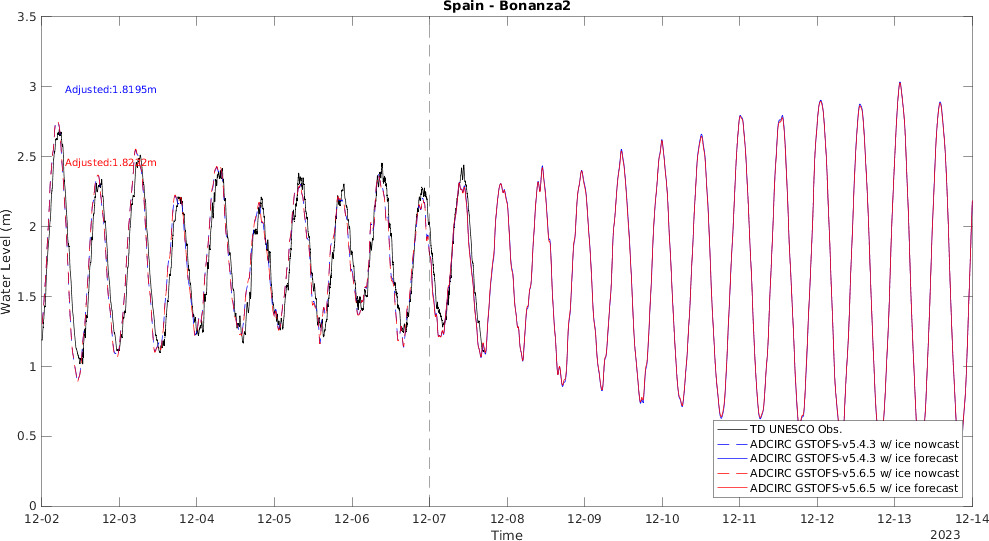 Spain - Bonanza2
3.5
3
2.5
2
1.5
1
0.5
0
Water Level (m)
Adjusted:1.8195m
TD UNESCO Obs.
ADCIRC GSTOFS-v5.4.3 w/ ice nowcast
ADCIRC GSTOFS-v5.4.3 w/ ice forecast
ADCIRC GSTOFS-v5.6.5 w/ ice nowcast
ADCIRC GSTOFS-v5.6.5 w/ ice forecast
12-02 12-03 12-04 12-05 12-06 12-07 12-08 12-09 12-10 12-11 12-12 12-13 12-14
Time
2023